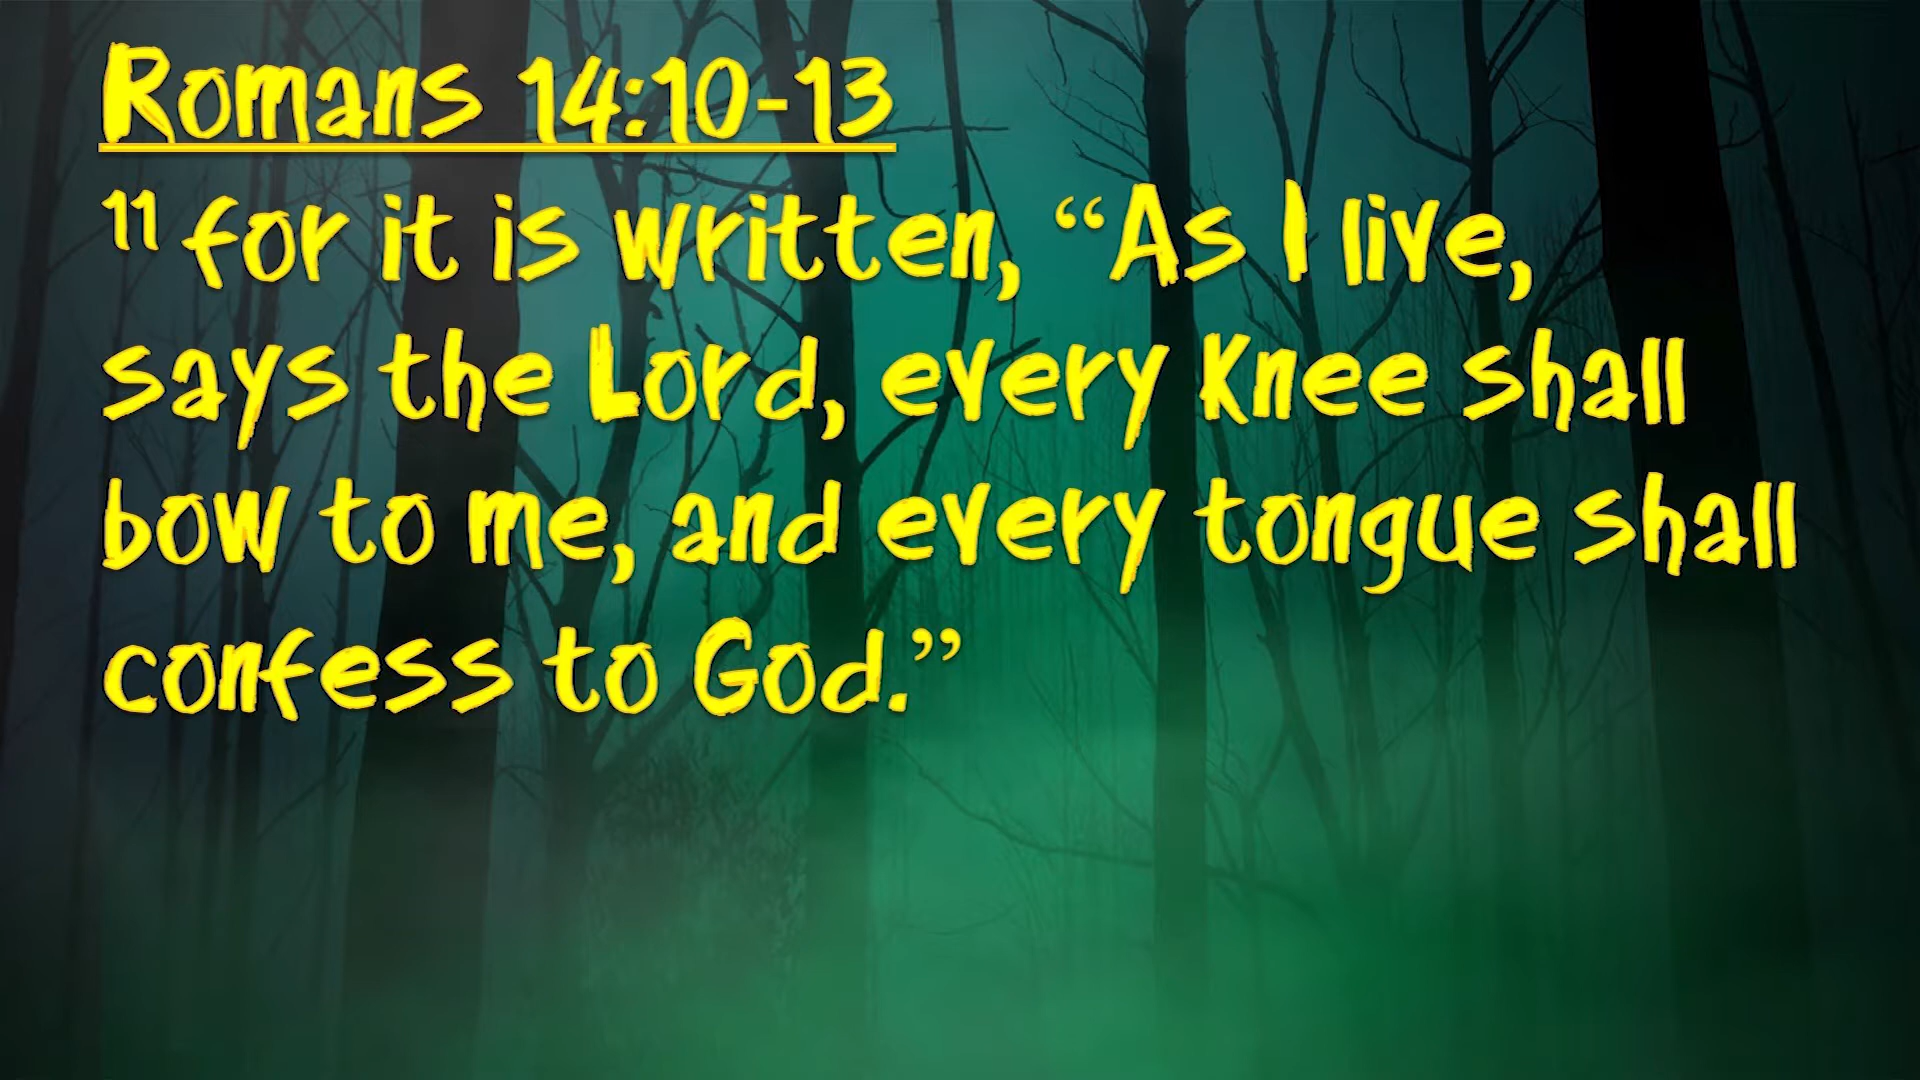 Romans 14:10-13
11 for it is written, “As I live,
says the Lord, every knee shall
bow to me, and every tongue shall
confess to God.”